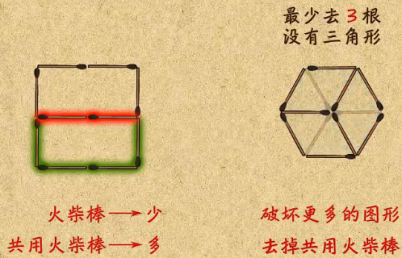 最少去3根
没有三角形
火柴棒→少
共用火柴棒→多
破坏更多的图形
去掉共用火柴棒